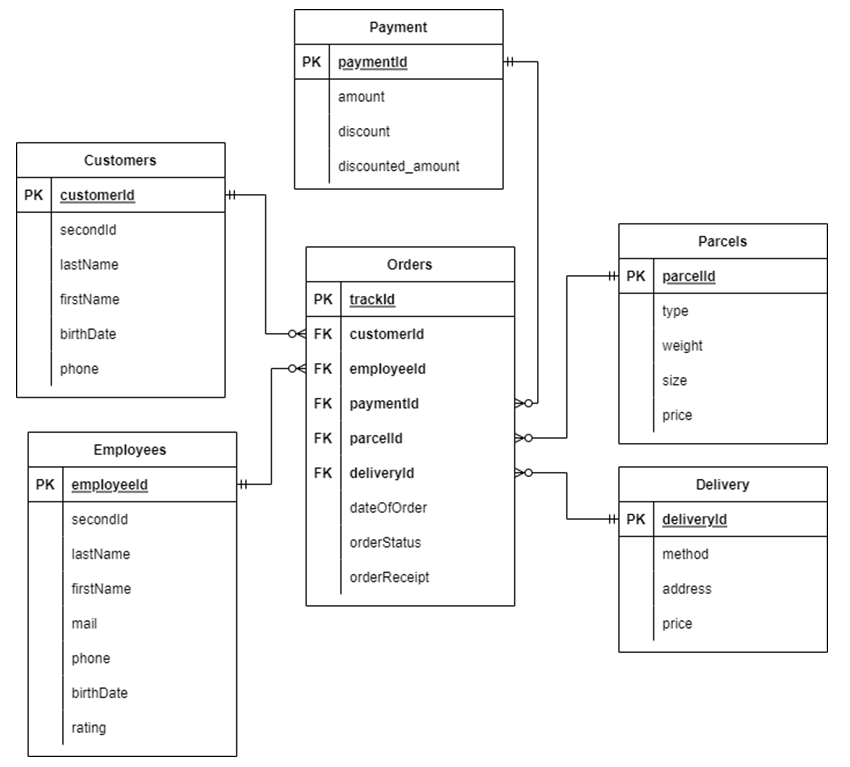 Payment
PK paymentId
amount
discount
discounted_amount
Customers
PK customerId
secondId
lastName
firstName
birthDate
phone
Orders
PK trackId
FK customerId
FK employeeId
FK paymentId
FK parcelId
FK deliveryId
dateOfOrder
orderStatus
orderReceipt
Parcels
PK parcelId
type
weight
size
price
Employees
PK employeeId
secondId
lastName
firstName
mail
phone
birthDate
rating
Delivery
PK deliveryId
method
address
price